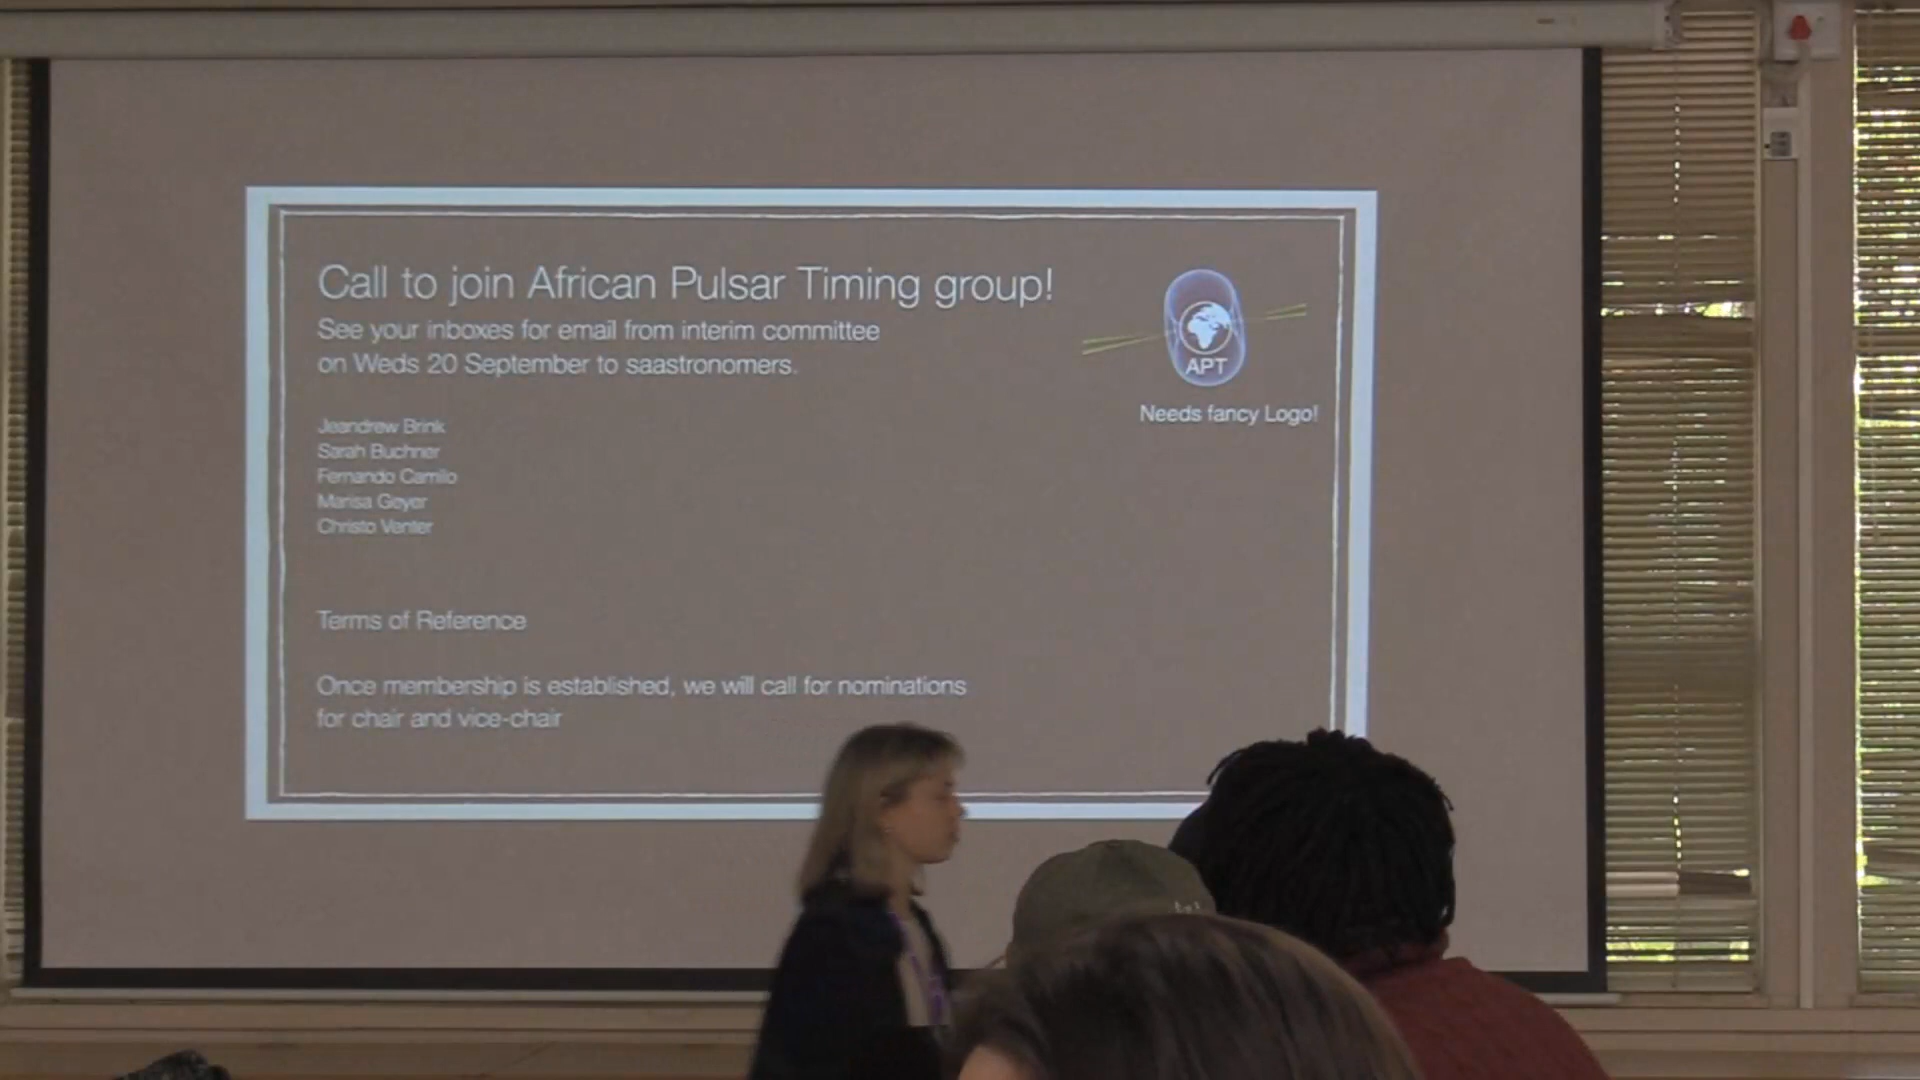 Call to join African Pulsar Timing group!
See your inboxes for email from interim committee
on Weds 20 September to saastronomers.
APT
Needs fancy Logo!
Jeandrew Brink
Sarah Buchner
Fernando Camilo
Marisa Geyer
Christo Venter
Terms of Reference
Once membership is established, we will call for nominations
for chair and vice-chair